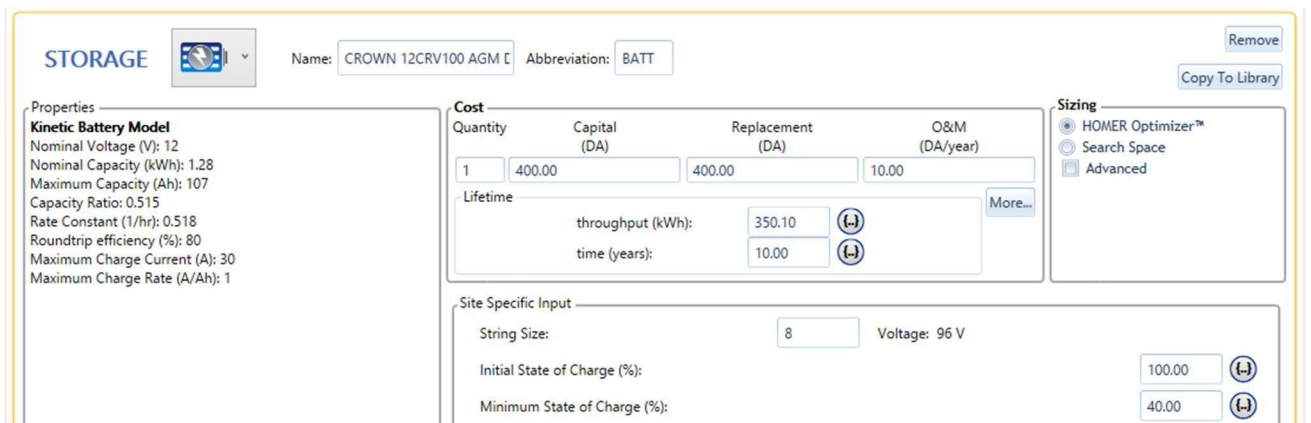 STORAGE
Name: CROWN 12CRV100 AGM D Abbreviation: BATT
Remove
Copy To Library
Properties
Kinetic Battery Model
Nominal Voltage (V): 12
Nominal Capacity (kWh): 1.28
Maximum Capacity (Ah): 107
Capacity Ratio: 0.515
Rate Constant (1/hr): 0.518
Roundtrip efficiency (%): 80
Maximum Charge Current (A): 30
Maximum Charge Rate (A/Ah): 1
Cost
Quantity Capital Replacement O&M
(DA) (DA) (DA/year)
1 400.00 400.00 10.00
Lifetime
More...
throughput (kWh): 350.10 {..}
time (years): 10.00 {..}
Sizing
HOMER Optimizer™
Search Space
Advanced
Site Specific Input
String Size: 8 Voltage: 96 V
Initial State of Charge (%): 100.00 {..}
Minimum State of Charge (%): 40.00 {..}